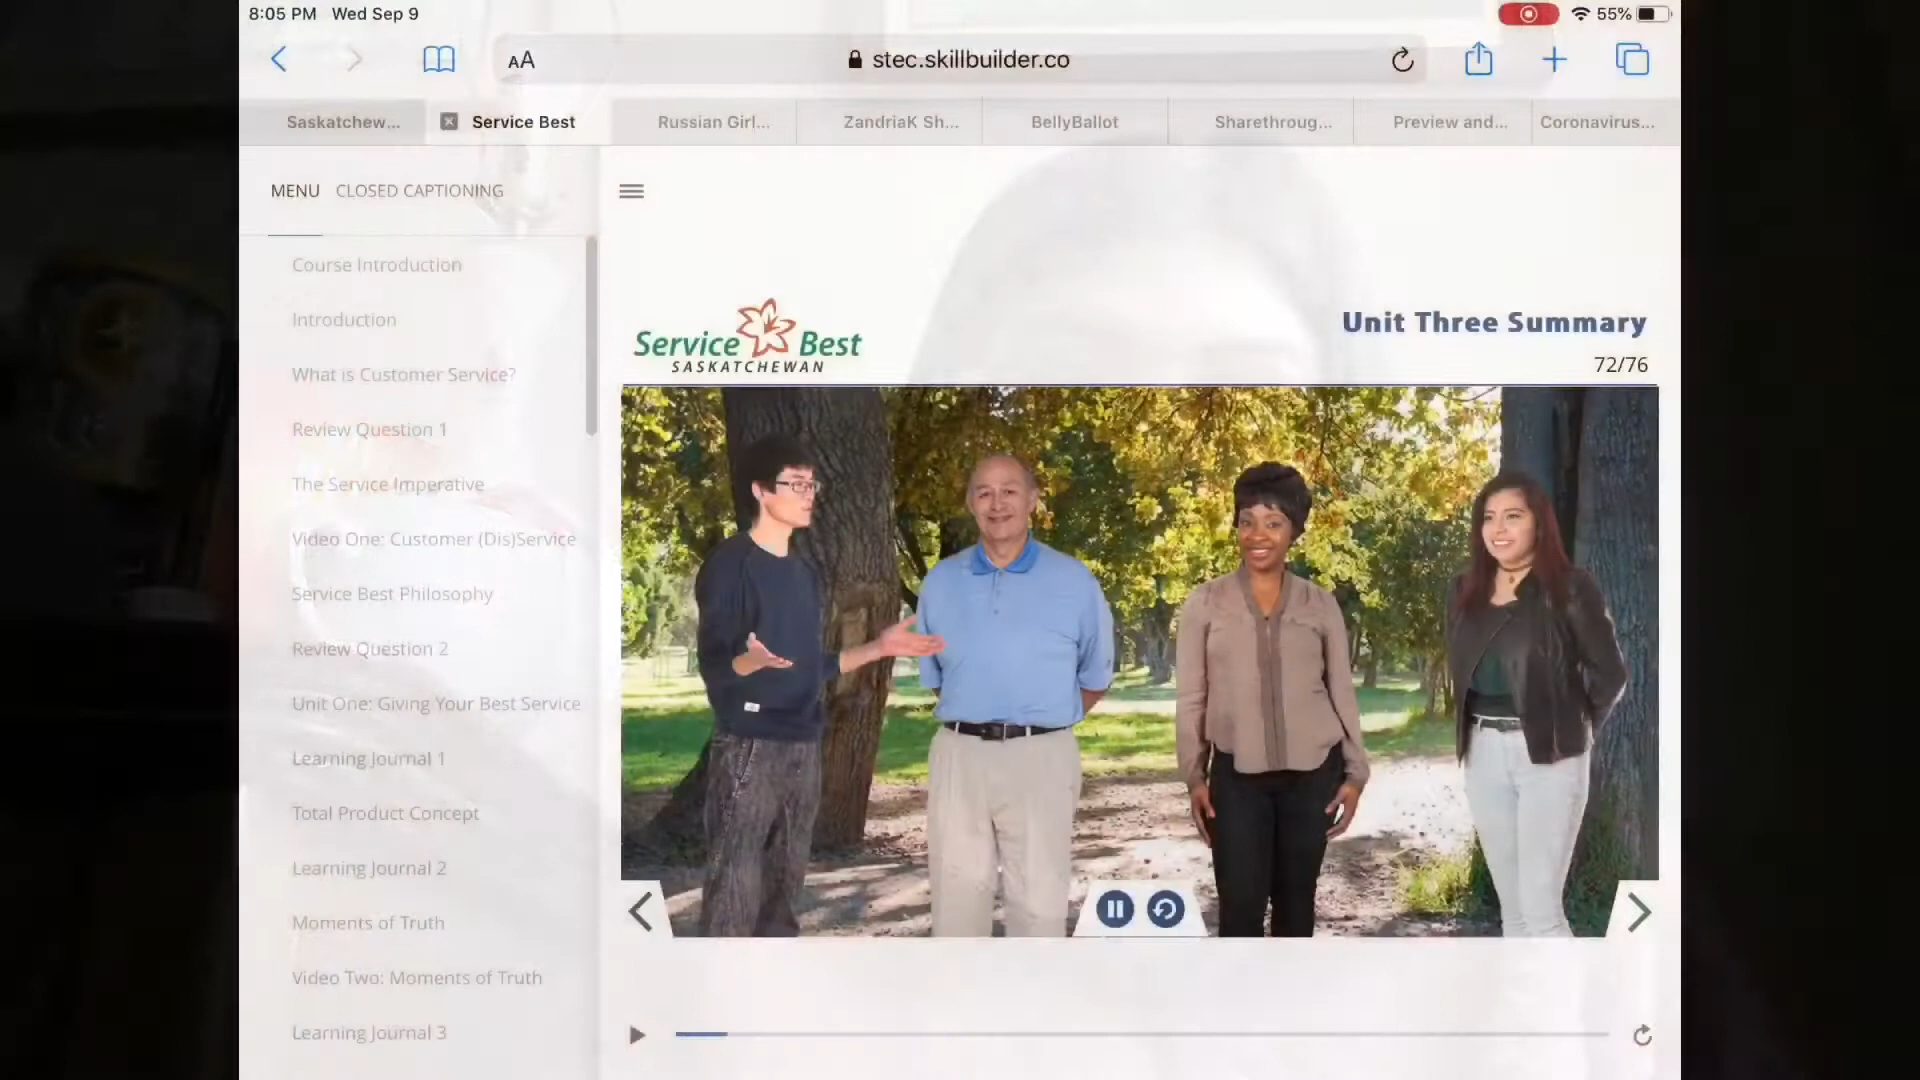 8:05 PM Wed Sep 9
55%
AA
stec.skillbuilder.co
Saskatchew...
Service Best
Russian Girl...
ZandriaK Sh...
BellyBallot
Sharethroug...
Preview and...
Coronavirus...
MENU
CLOSED CAPTIONING
Course Introduction
Introduction
What is Customer Service?
Review Question 1
The Service Imperative
Video One: Customer (Dis)Service
Service Best Philosophy
Review Question 2
Unit One: Giving Your Best Service
Learning Journal 1
Total Product Concept
Learning Journal 2
Moments of Truth
Video Two: Moments of Truth
Learning Journal 3
Service Best
SASKATCHEWAN
Unit Three Summary
72/76